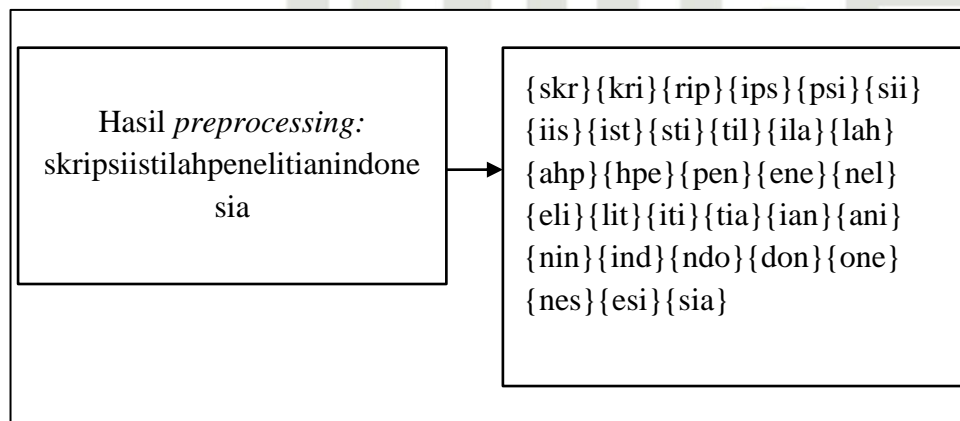 Hasil preprocessing:
skripsiistilahpenelitianindone
sia
{skr}{kri}{rip}{ips}{psi}{sii}
{iis}{ist}{sti}{til}{ila}{lah}
{ahp}{hpe}{pen}{ene}{nel}
{eli}{lit}{iti}{tia}{ian}{ani}
{nin}{ind}{ndo}{don}{one}
{nes}{esi}{sia}